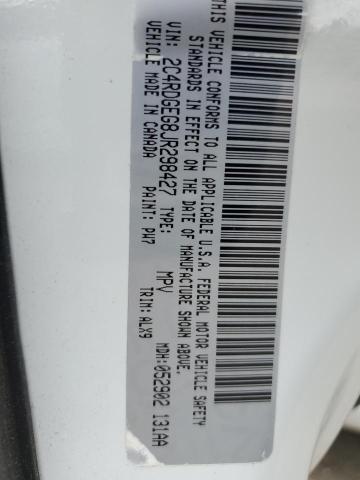 THIS VEHICLE CONFORMS TO ALL APPLICABLE U.S.A. FEDERAL MOTOR VEHICLE SAFETY
STANDARDS IN EFFECT ON THE DATE OF MANUFACTURE SHOWN ABOVE.
VIN: 2C4RDGEG8JR298427 TYPE: MPV MDH:052902 131AA
VEHICLE MADE IN CANADA PAINT: PW7 TRIM:ALX9